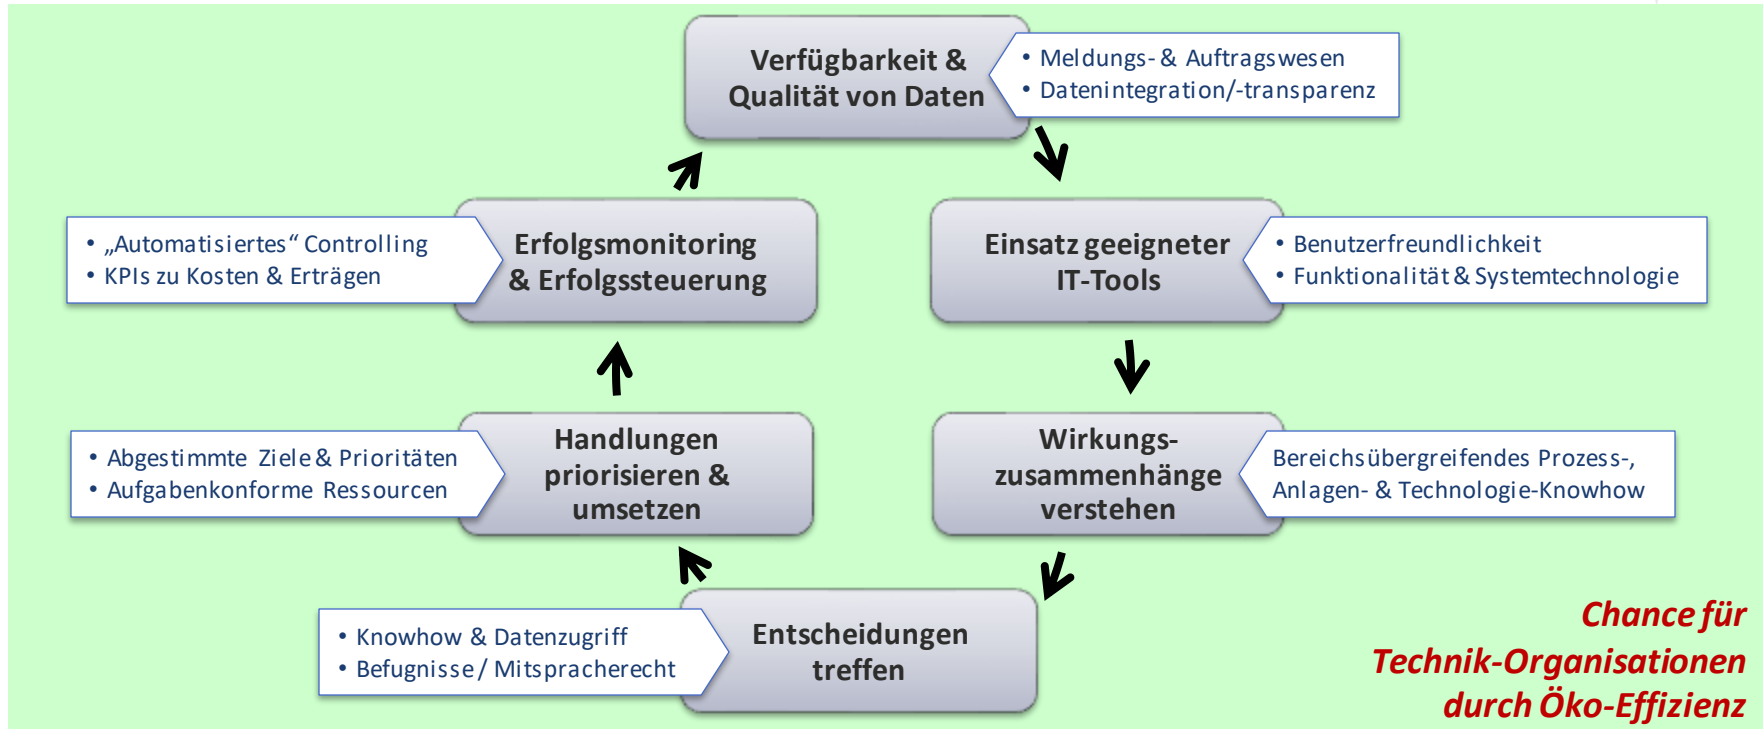 Verfügbarkeit &
Qualität von Daten
• Meldungs- & Auftragswesen
• Datenintegration/-transparenz
Einsatz geeigneter
IT-Tools
• Benutzerfreundlichkeit
• Funktionalität & Systemtechnologie
Wirkungs-
zusammenhänge
verstehen
Bereichsübergreifendes Prozess-,
Anlagen- & Technologie-Knowhow
Entscheidungen
treffen
• Knowhow & Datenzugriff
• Befugnisse / Mitspracherecht
Handlungen
priorisieren &
umsetzen
• Abgestimmte Ziele & Prioritäten
• Aufgabenkonforme Ressourcen
Erfolgsmonitoring
& Erfolgssteuerung
• „Automatisiertes“ Controlling
• KPIs zu Kosten & Erträgen
Chance für
Technik-Organisationen
durch Öko-Effizienz